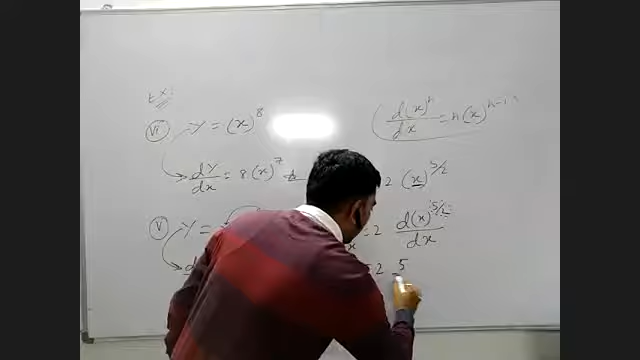 Ex:
d(x)^n/dx = n(x)^{n-1}
(vi) y = (x)^8
dy/dx = 8(x)^7
2 (x)^{5/2}
(v) y =
= 2 d(x)^{5/2}/dx
= 2 5